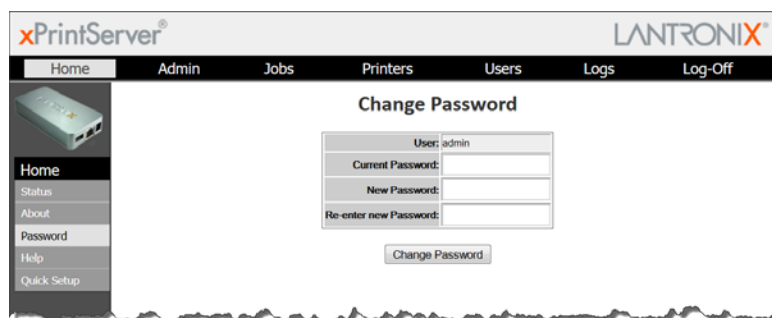 xPrintServer®
LANTRONIX®
Home Admin Jobs Printers Users Logs Log-Off
Change Password
User: admin
Current Password:
New Password:
Re-enter new Password:
Change Password
Home
Status
About
Password
Help
Quick Setup